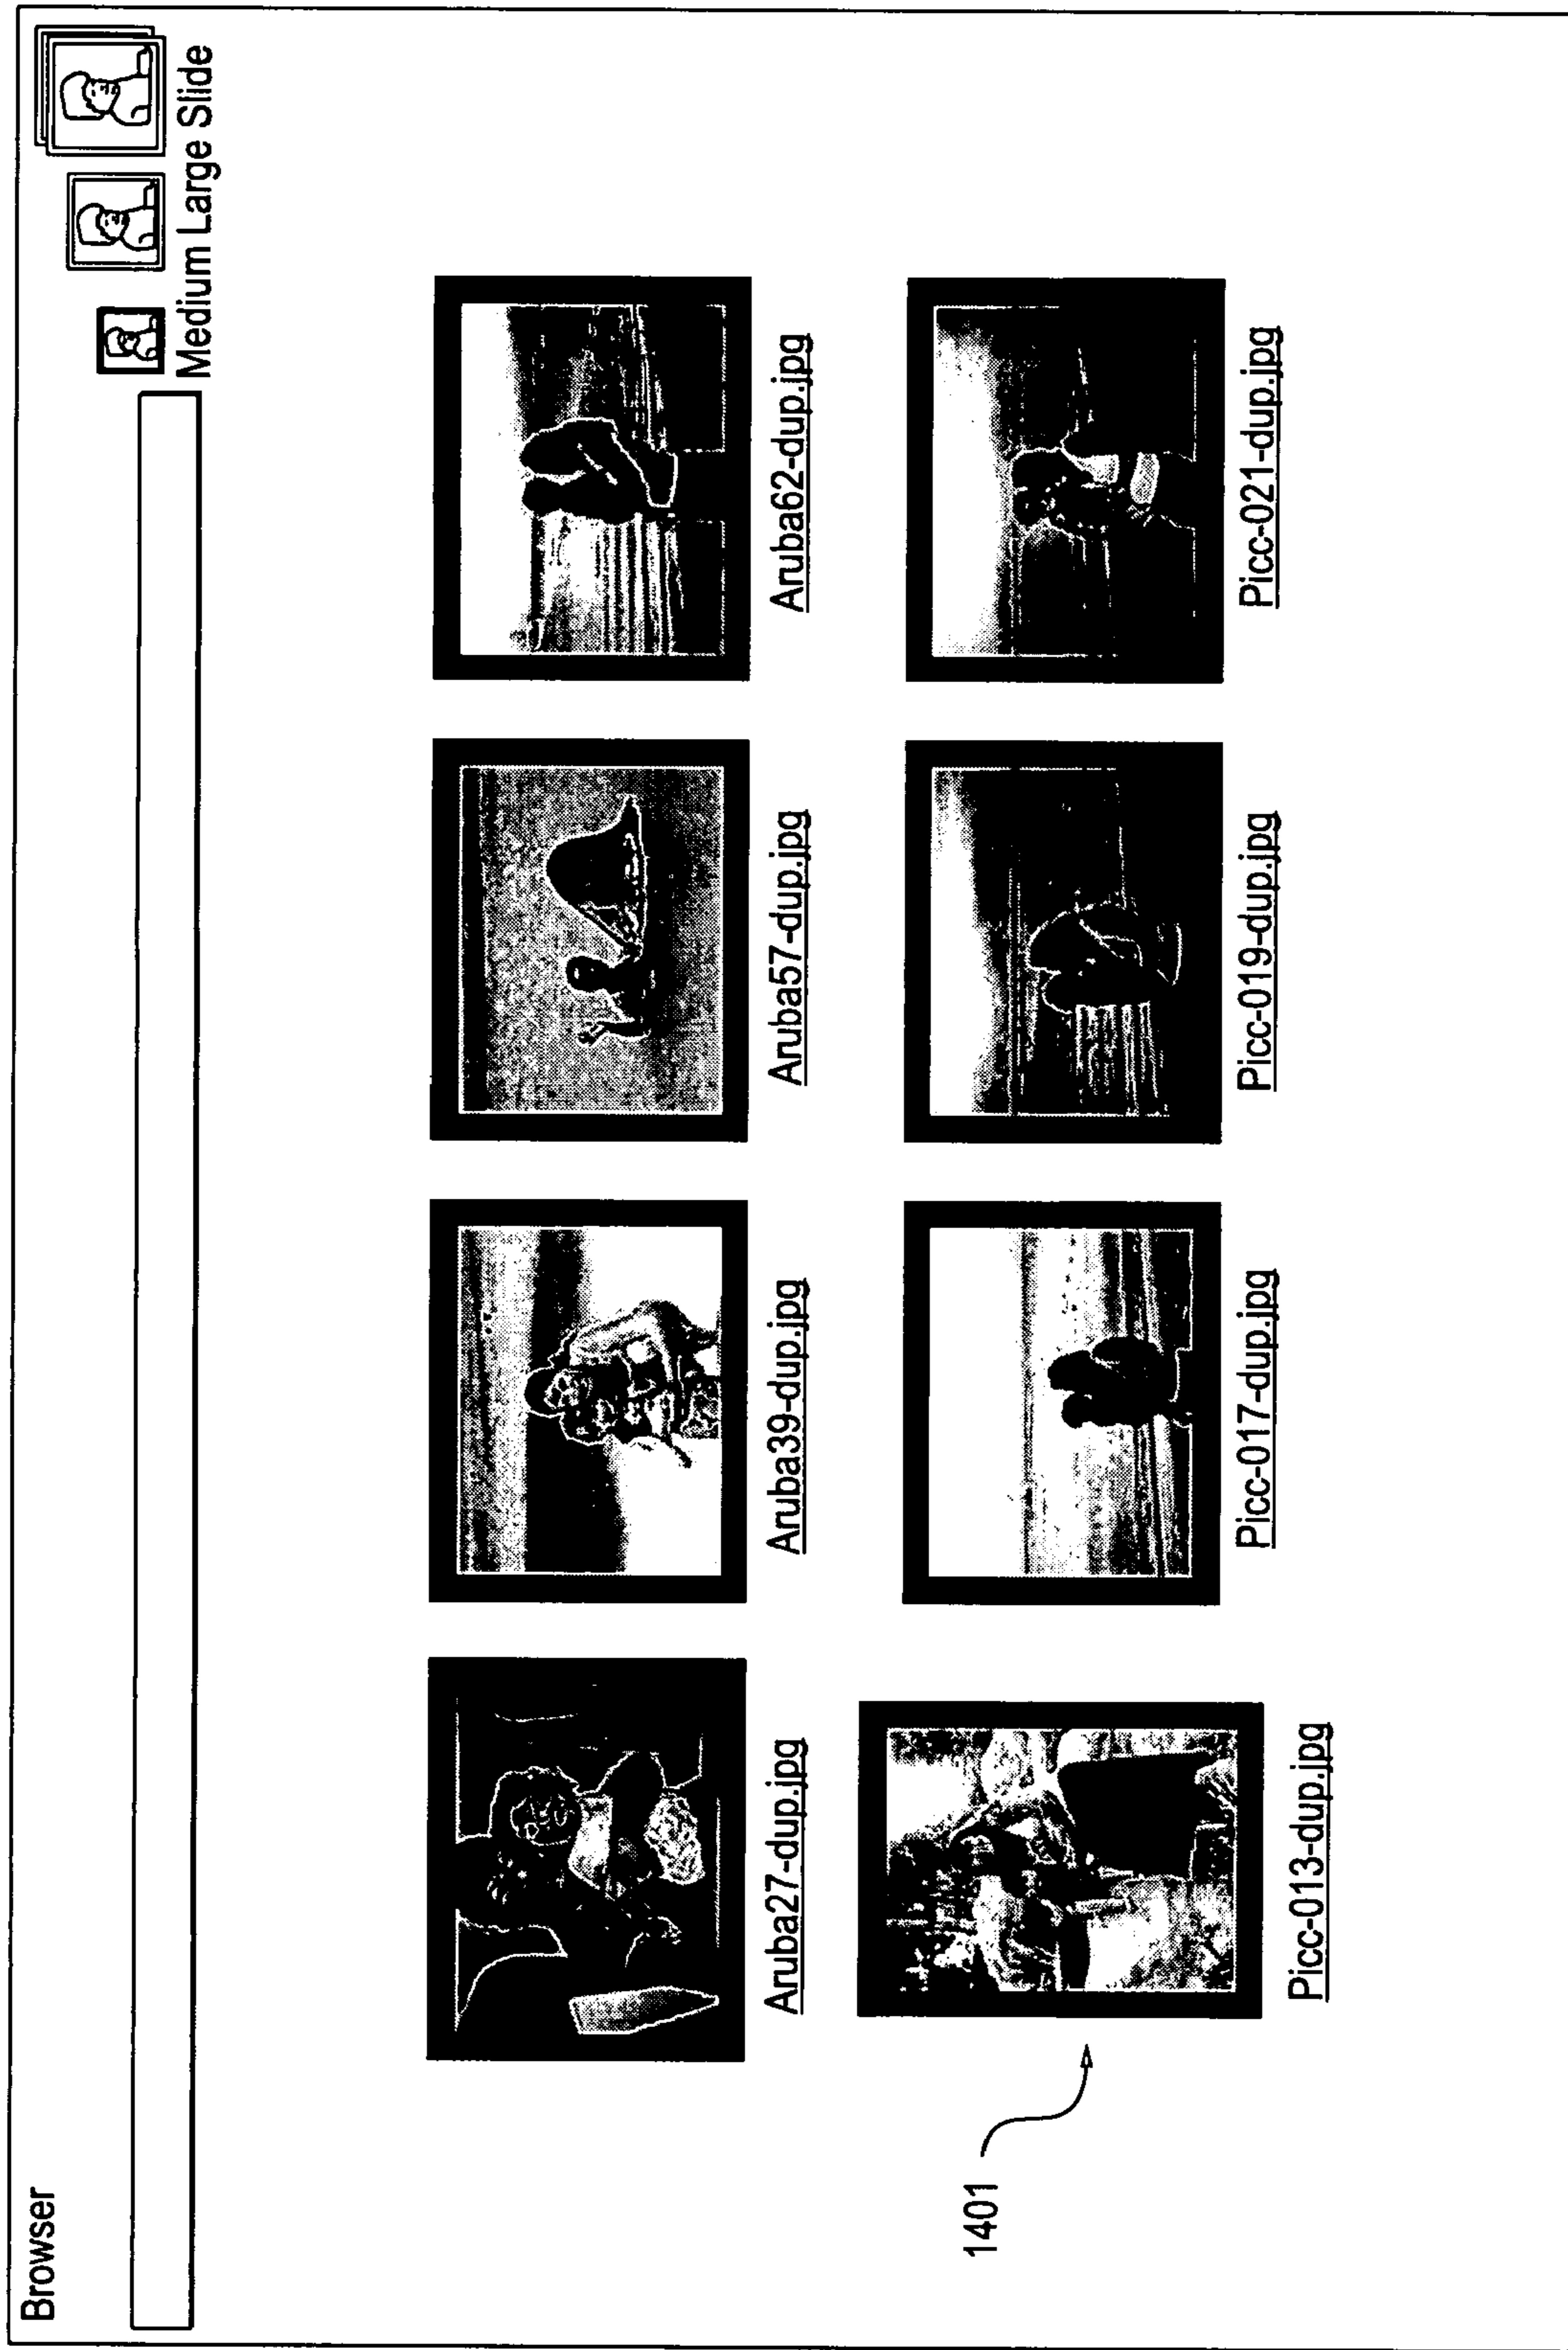 Browser
Medium Large Slide
Aruba27-dup.jpg
Aruba39-dup.jpg
Aruba57-dup.jpg
Aruba62-dup.jpg
1401
Picc-013-dup.jpg
Picc-017-dup.jpg
Picc-019-dup.jpg
Picc-021-dup.jpg